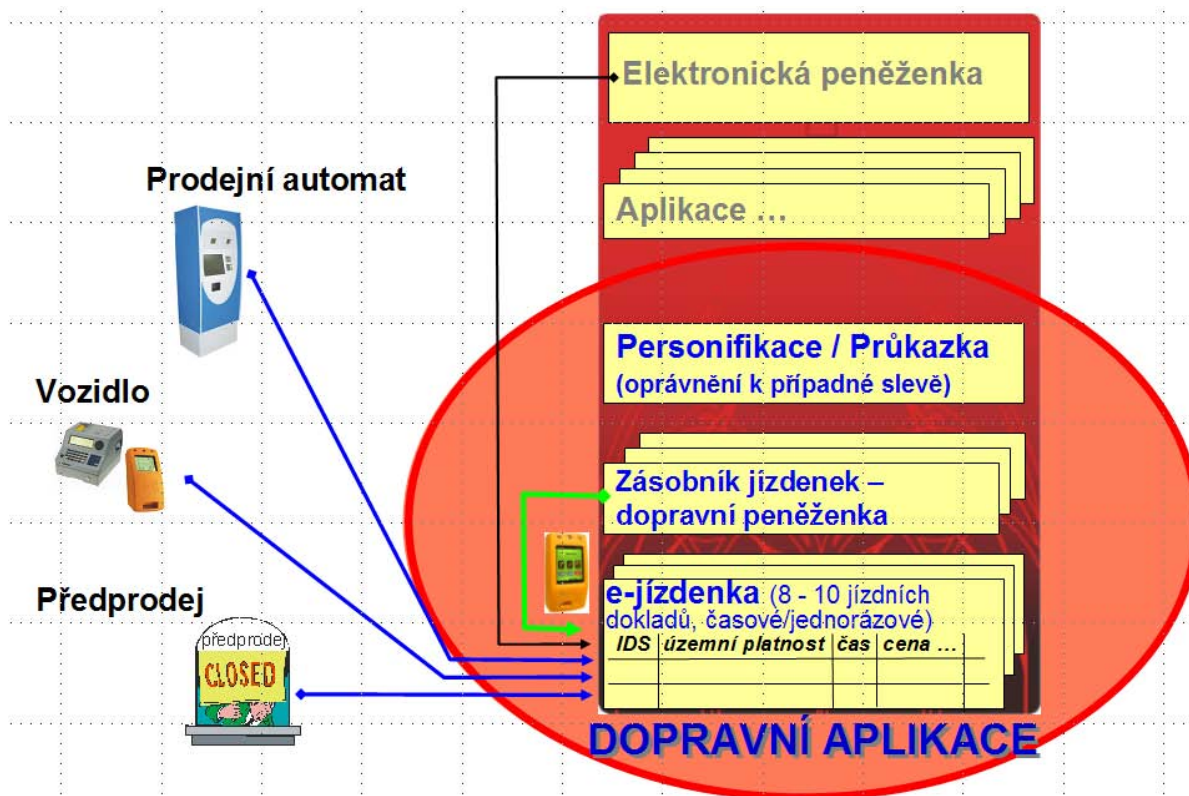 Elektronická peněženka
Aplikace ...
Prodejní automat
Personifikace / Průkazka
(oprávnění k případné slevě)
Vozidlo
Zásobník jízdenek –
dopravní peněženka
Předprodej
předprodej
CLOSED
e-jízdenka (8 - 10 jízdních
dokladů, časové/jednorázové)
IDS územní platnost čas cena ...
DOPRAVNÍ APLIKACE